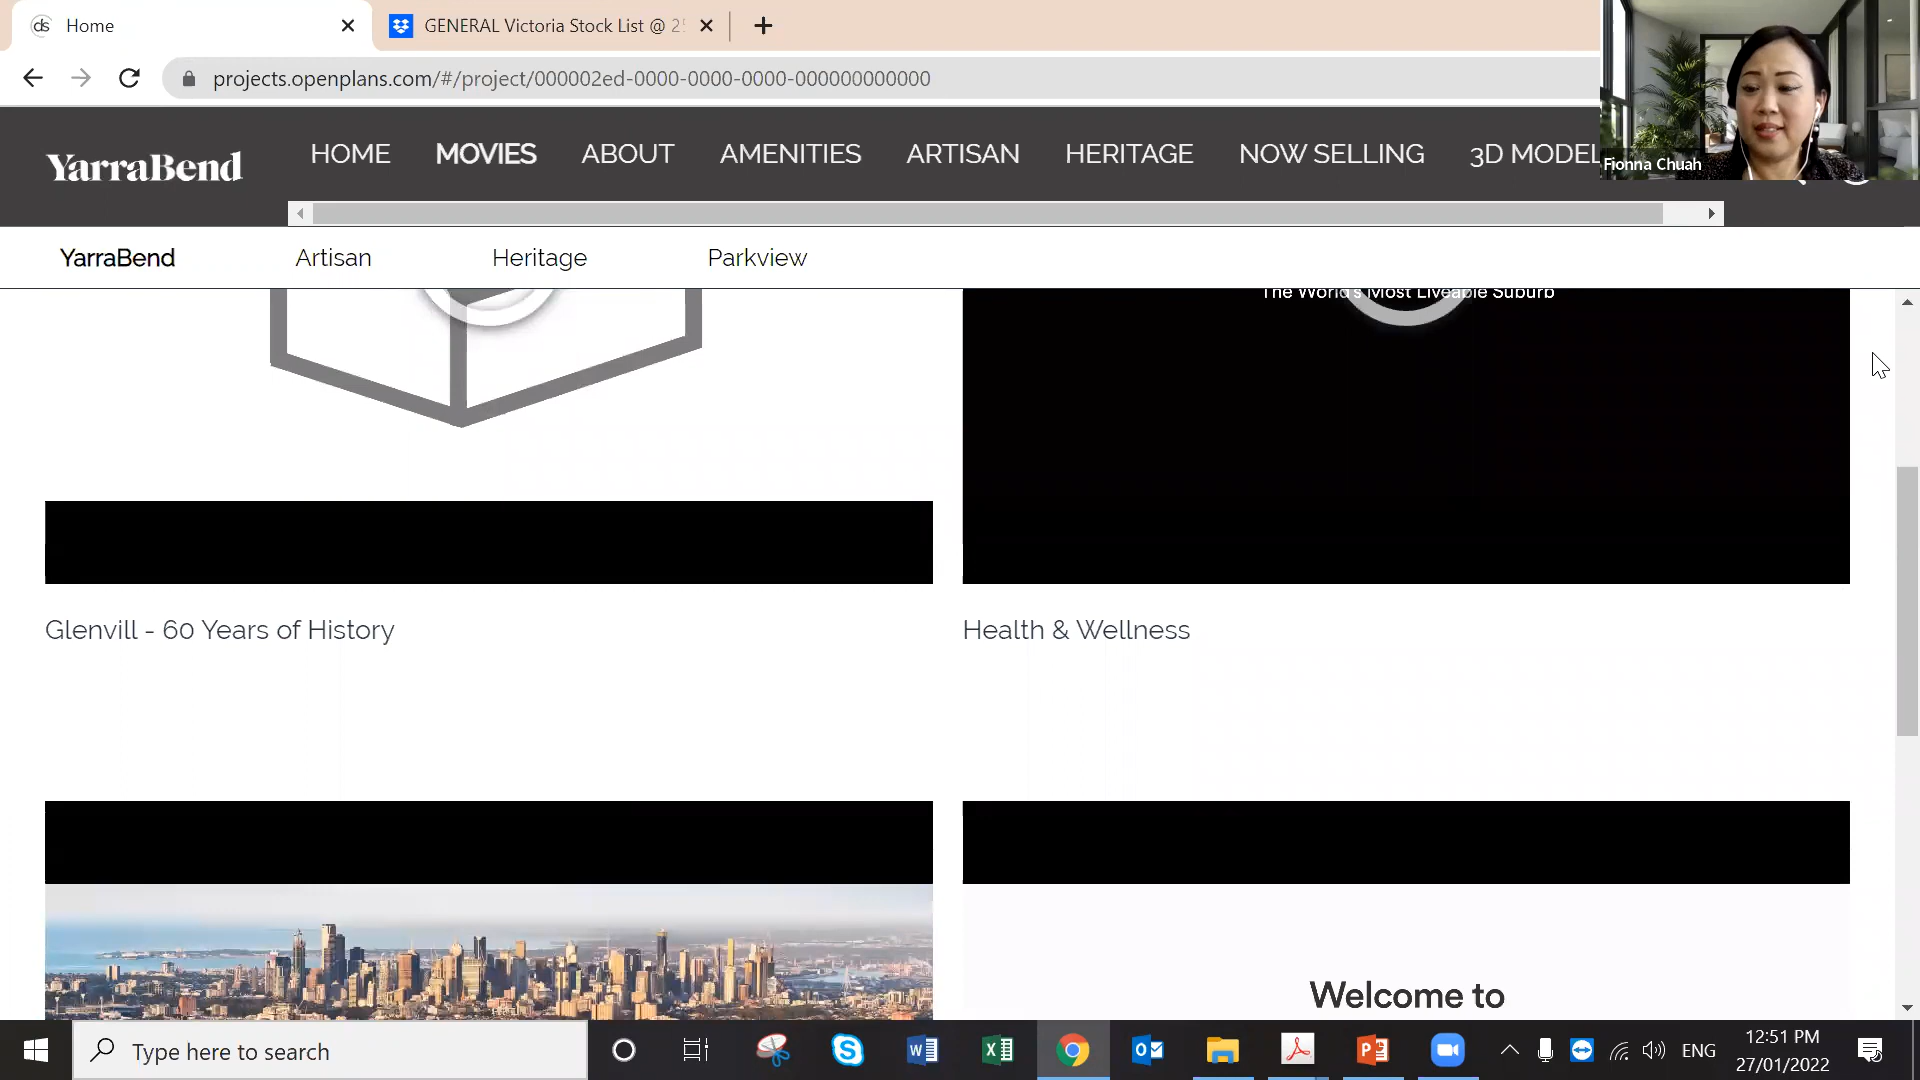 Home
GENERAL Victoria Stock List @ 2
projects.openplans.com/#/project/000002ed-0000-0000-0000-000000000000
Fionna Chuah
YarraBend
HOME MOVIES ABOUT AMENITIES ARTISAN HERITAGE NOW SELLING 3D MODEL
YarraBend Artisan Heritage Parkview
The World's Most Liveable Suburb
Glenvill - 60 Years of History
Health & Wellness
Welcome to
Type here to search
ENG
12:51 PM
27/01/2022